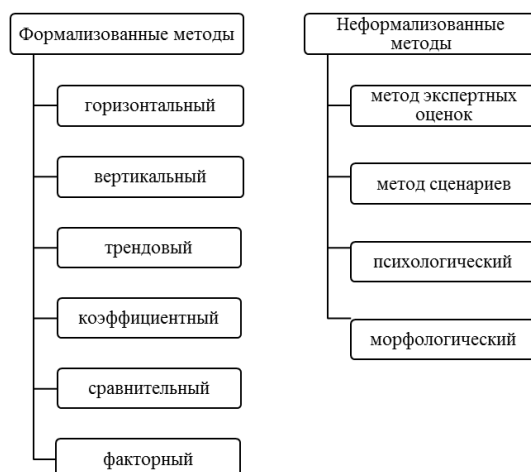 Формализованные методы
горизонтальный
вертикальный
трендовый
коэффициентный
сравнительный
факторный
Неформализованные
методы
метод экспертных
оценок
метод сценариев
психологический
морфологический